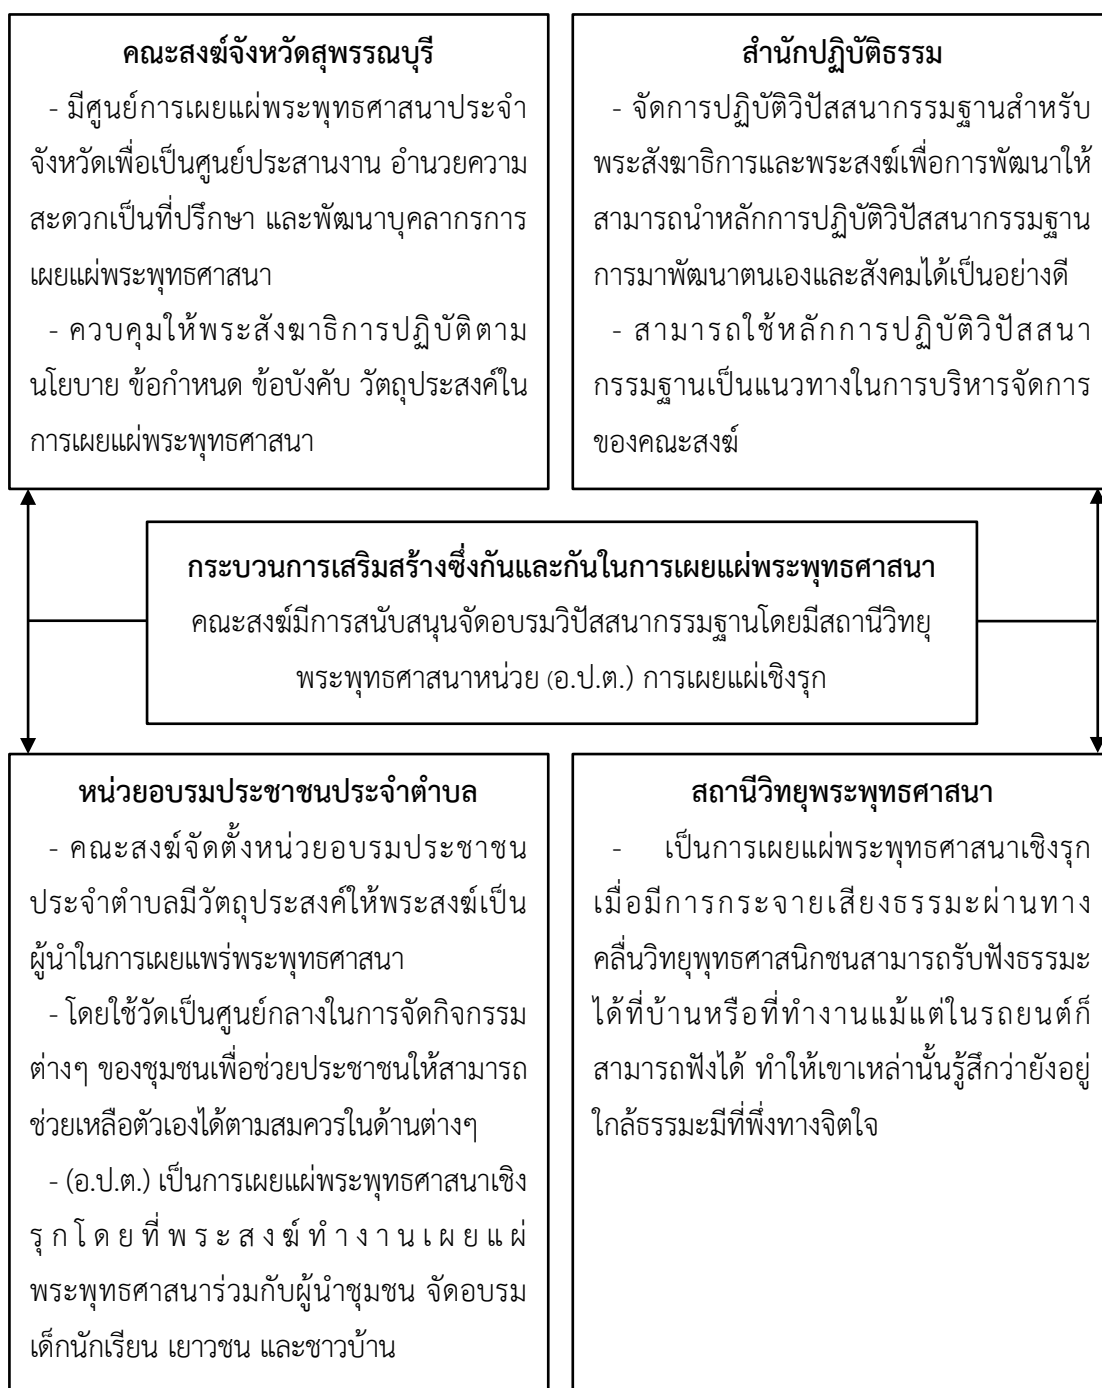 คณะสงฆ์จังหวัดสุพรรณบุรี
- มีศูนย์การเผยแผ่พระพุทธศาสนาประจำ
จังหวัดเพื่อเป็นศูนย์ประสานงาน อำนวยความ
สะดวกเป็นที่ปรึกษา และพัฒนาบุคลากรการ
เผยแผ่พระพุทธศาสนา
- ควบคุมให้พระสังฆาธิการปฏิบัติตาม
นโยบาย ข้อกำหนด ข้อบังคับ วัตถุประสงค์ใน
การเผยแผ่พระพุทธศาสนา
สำนักปฏิบัติธรรม
- จัดการปฏิบัติวิปัสสนากรรมฐานสำหรับ
พระสังฆาธิการและพระสงฆ์เพื่อการพัฒนาให้
สามารถนำหลักการปฏิบัติวิปัสสนากรรมฐาน
การมาพัฒนาตนเองและสังคมได้เป็นอย่างดี
- สามารถใช้หลักการปฏิบัติวิปัสสนา
กรรมฐานเป็นแนวทางในการบริหารจัดการ
ของคณะสงฆ์
กระบวนการเสริมสร้างซึ่งกันและกันในการเผยแผ่พระพุทธศาสนา
คณะสงฆ์มีการสนับสนุนจัดอบรมวิปัสสนากรรมฐานโดยมีสถานีวิทยุ
พระพุทธศาสนาหน่วย (อ.ป.ต.) การเผยแผ่เชิงรุก
หน่วยอบรมประชาชนประจำตำบล
- คณะสงฆ์จัดตั้งหน่วยอบรมประชาชน
ประจำตำบลมีวัตถุประสงค์ให้พระสงฆ์เป็น
ผู้นำในการเผยแพร่พระพุทธศาสนา
- โดยใช้วัดเป็นศูนย์กลางในการจัดกิจกรรม
ต่างๆ ของชุมชนเพื่อช่วยประชาชนให้สามารถ
ช่วยเหลือตัวเองได้ตามสมควรในด้านต่างๆ
- (อ.ป.ต.) เป็นการเผยแผ่พระพุทธศาสนาเชิง
รุกโดยที่พระสงฆ์ทำงานเผยแผ่
พระพุทธศาสนาร่วมกับผู้นำชุมชน จัดอบรม
เด็กนักเรียน เยาวชน และชาวบ้าน
สถานีวิทยุพระพุทธศาสนา
- เป็นการเผยแผ่พระพุทธศาสนาเชิงรุก
เมื่อมีการกระจายเสียงธรรมะผ่านทาง
คลื่นวิทยุพุทธศาสนิกชนสามารถรับฟังธรรมะ
ได้ที่บ้านหรือที่ทำงานแม้แต่ในรถยนต์ก็
สามารถฟังได้ ทำให้เขาเหล่านั้นรู้สึกว่ายังอยู่
ใกล้ธรรมะมีที่พึ่งทางจิตใจ